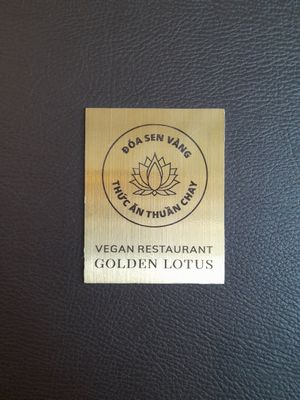 ĐÓA SEN VÀNG
THỨC ĂN THUẦN CHAY
VEGAN RESTAURANT
GOLDEN LOTUS